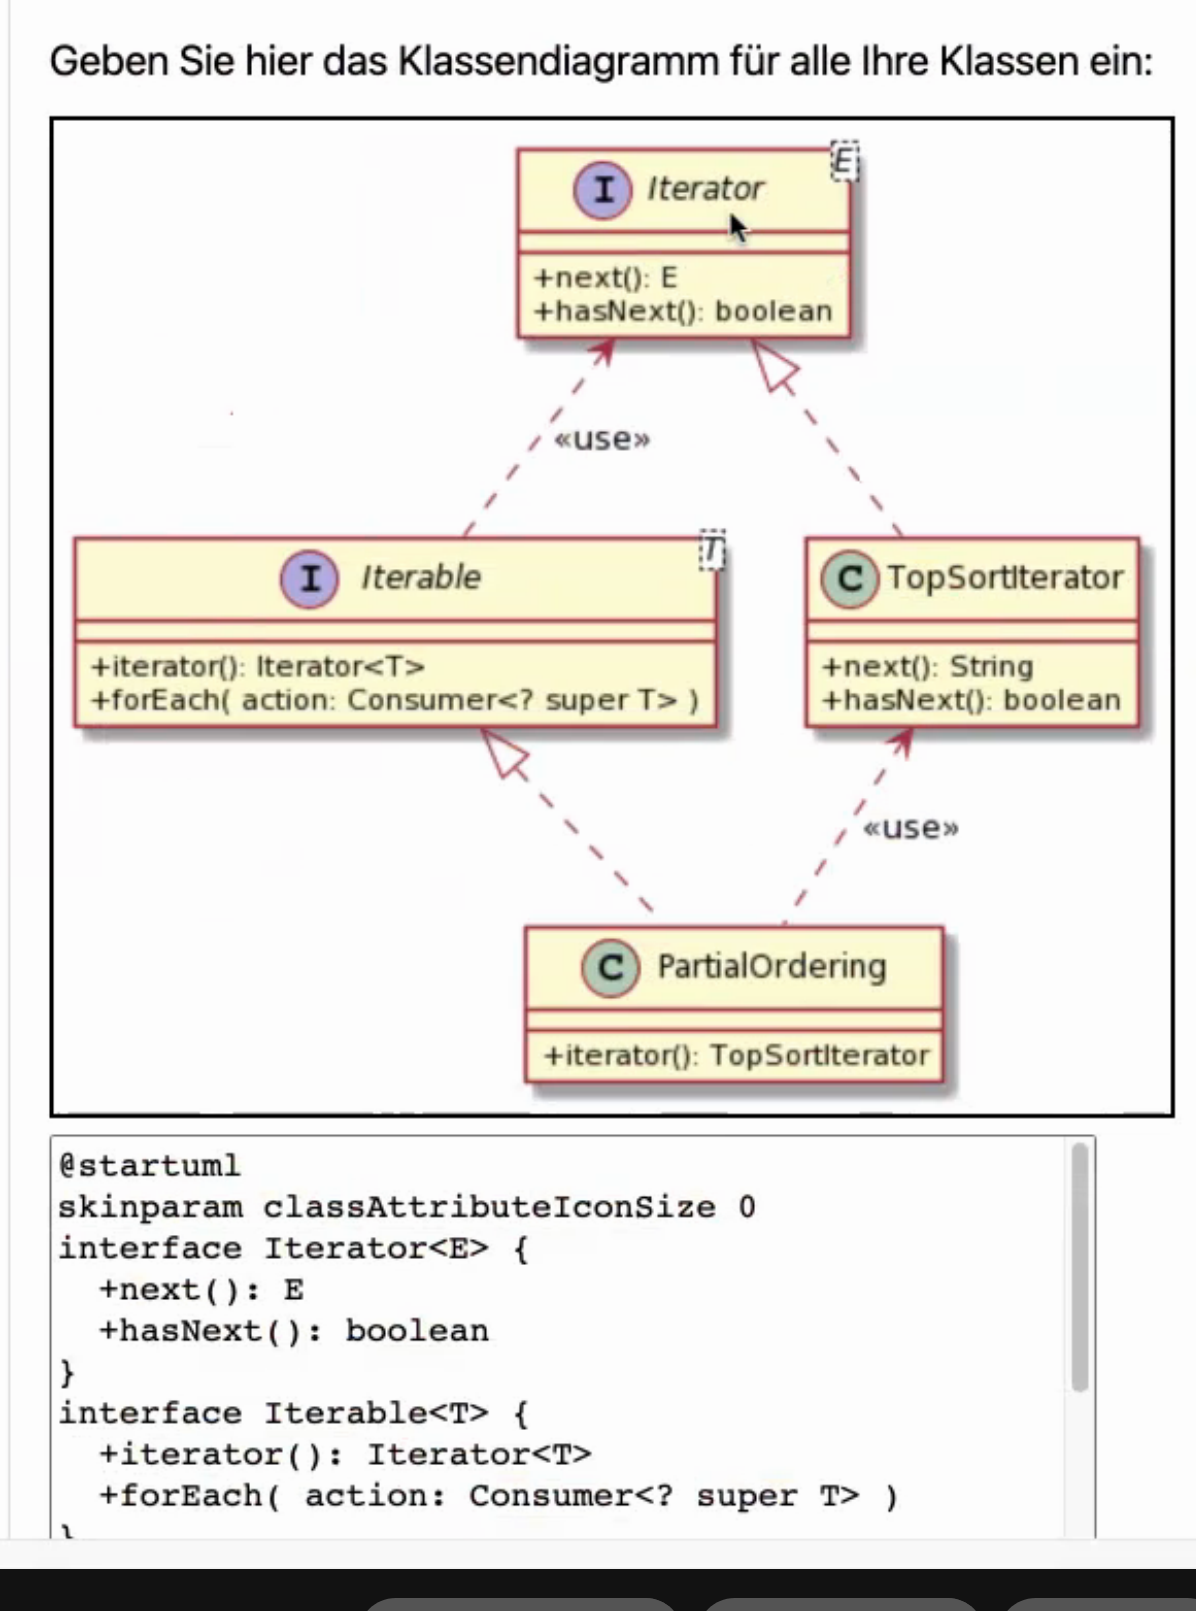 Geben Sie hier das Klassendiagramm für alle Ihre Klassen ein:
E
I Iterator
+next(): E
+hasNext(): boolean
«use»
T
I Iterable
+iterator(): Iterator<T>
+forEach( action: Consumer<? super T> )
C TopSortIterator
+next(): String
+hasNext(): boolean
«use»
C PartialOrdering
+iterator(): TopSortIterator
@startuml
skinparam classAttributeIconSize 0
interface Iterator<E> {
+next(): E
+hasNext(): boolean
}
interface Iterable<T> {
+iterator(): Iterator<T>
+forEach( action: Consumer<? super T> )
}